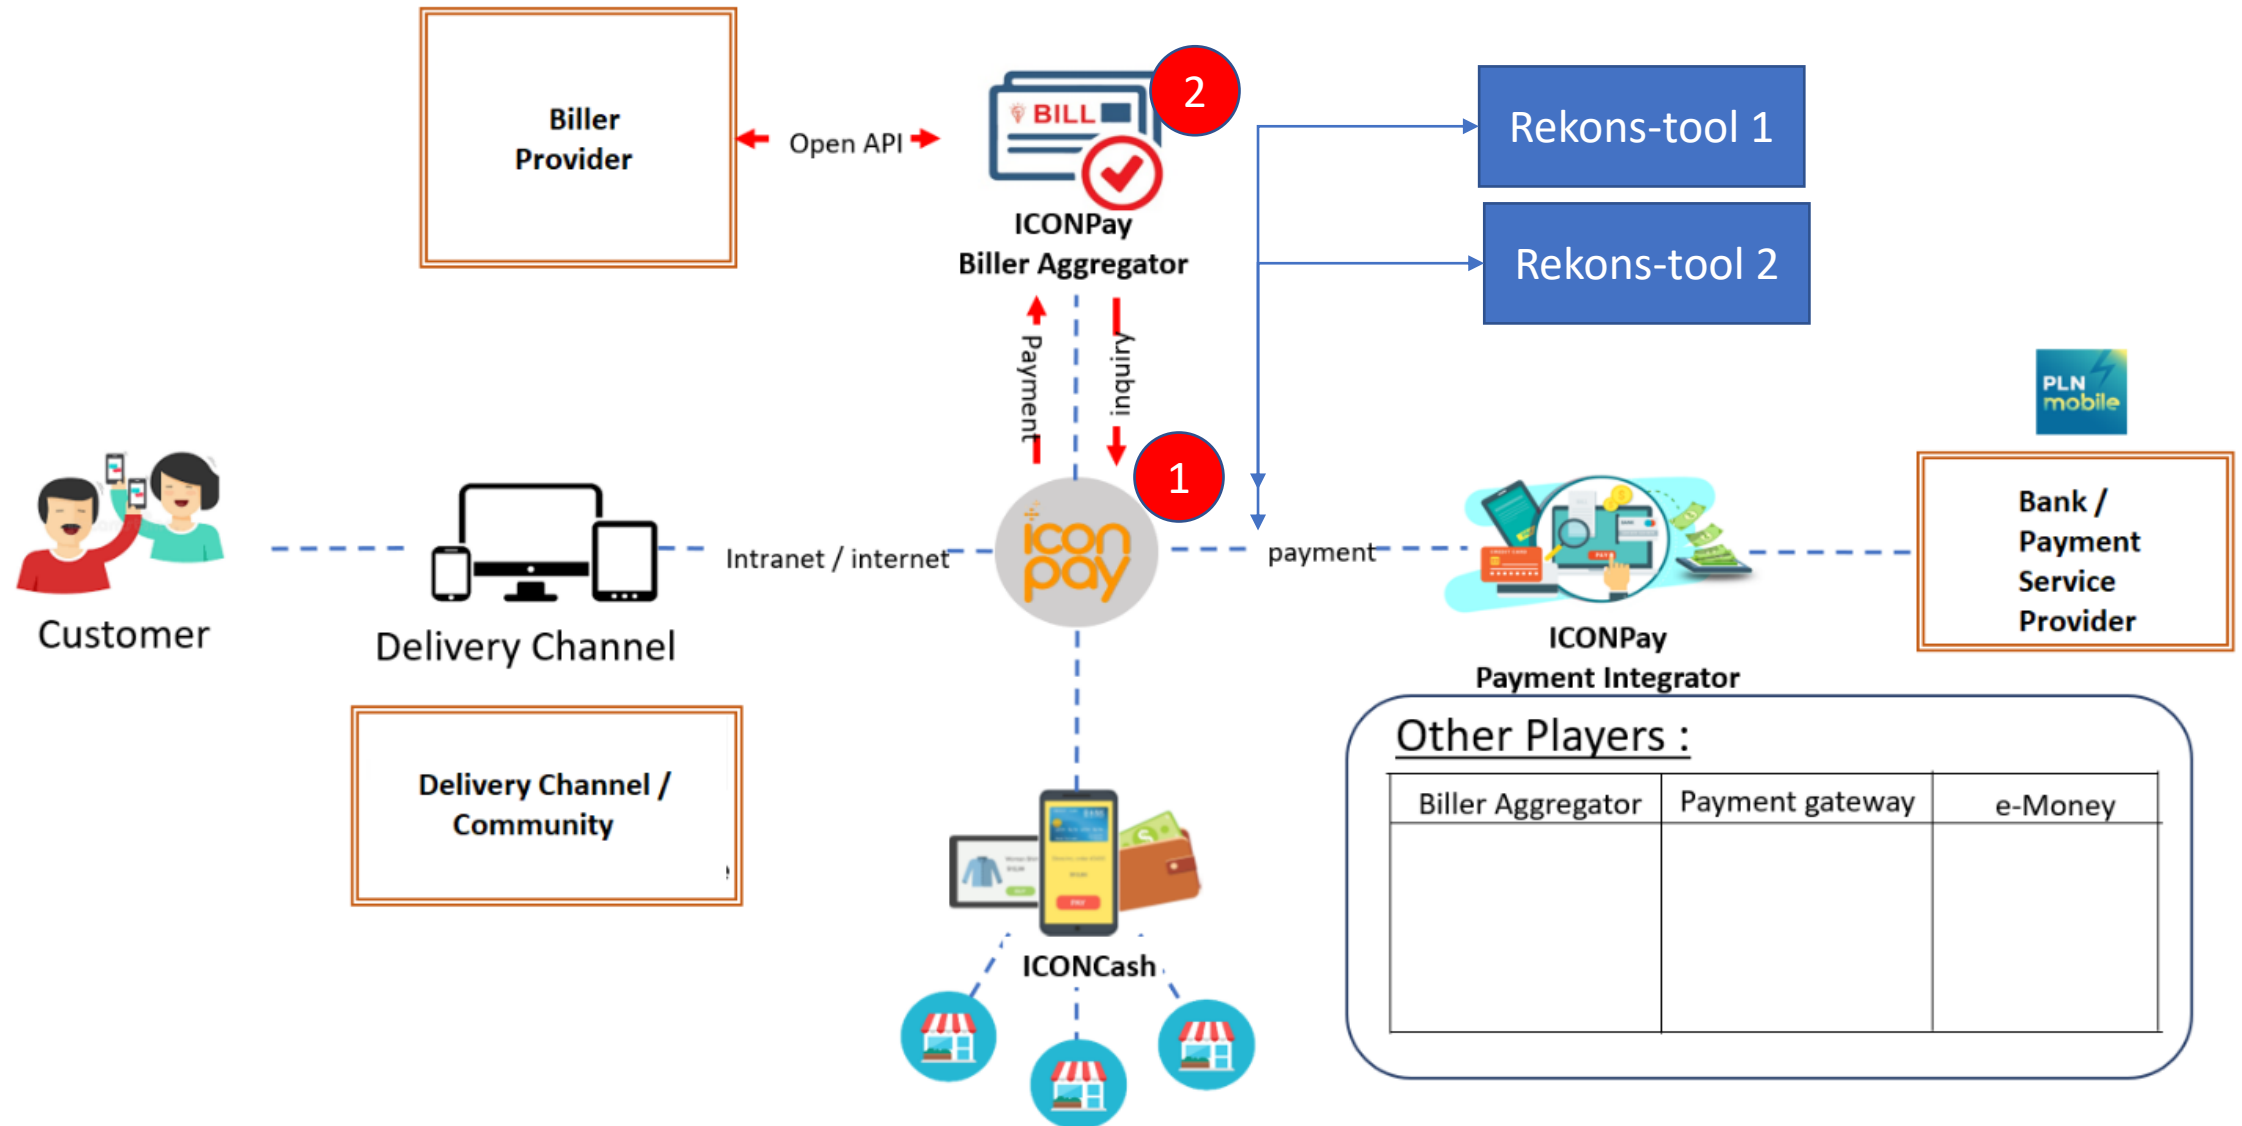 Biller
Provider
Open API
BILL
2
ICONPay
Biller Aggregator
Rekons-tool 1
Rekons-tool 2
Payment
inquiry
1
PLN
mobile
Customer
Delivery Channel
Intranet / internet
icon
pay
payment
PAY
ICONPay
Payment Integrator
Bank /
Payment
Service
Provider
Delivery Channel /
Community
PAY
ICONCash
Other Players :
Biller Aggregator
Payment gateway
e-Money